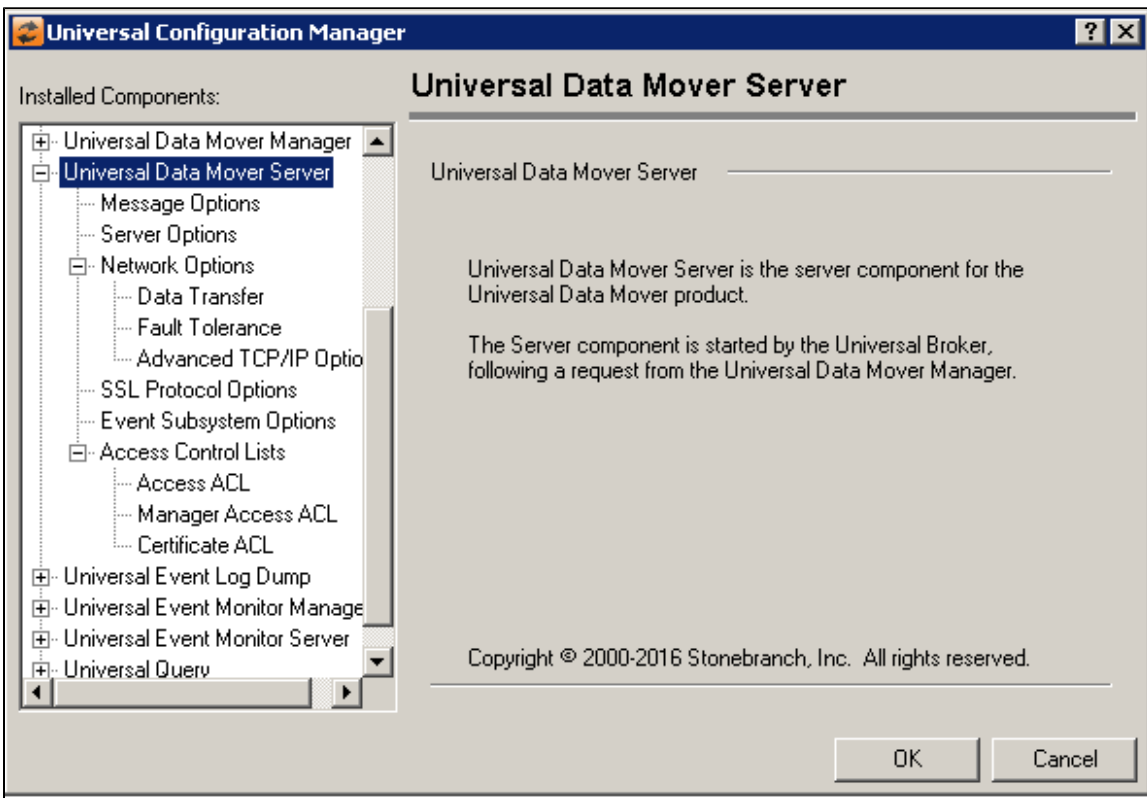 Universal Configuration Manager
Installed Components:
Universal Data Mover Manager
Universal Data Mover Server
Message Options
Server Options
Network Options
Data Transfer
Fault Tolerance
Advanced TCP/IP Optio
SSL Protocol Options
Event Subsystem Options
Access Control Lists
Access ACL
Manager Access ACL
Certificate ACL
Universal Event Log Dump
Universal Event Monitor Manage
Universal Event Monitor Server
Universal Query
Universal Data Mover Server
Universal Data Mover Server
Universal Data Mover Server is the server component for the
Universal Data Mover product.
The Server component is started by the Universal Broker,
following a request from the Universal Data Mover Manager.
Copyright © 2000-2016 Stonebranch, Inc. All rights reserved.
OK
Cancel